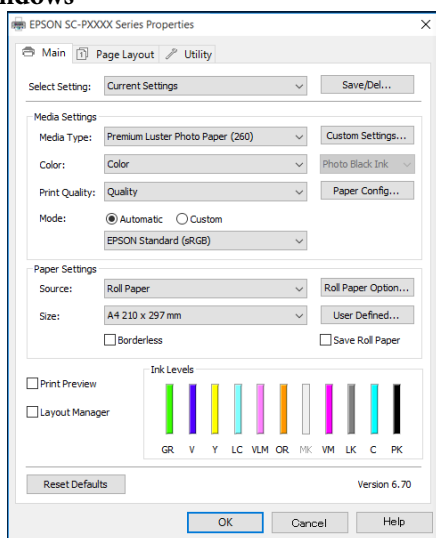 EPSON SC-PXXXX Series Properties
Main Page Layout Utility
Select Setting: Current Settings Save/Del...
Media Settings
Media Type: Premium Luster Photo Paper (260) Custom Settings...
Color: Color Photo Black Ink
Print Quality: Quality Paper Config...
Mode: Automatic Custom
EPSON Standard (sRGB)
Paper Settings
Source: Roll Paper Roll Paper Option...
Size: A4 210 x 297 mm User Defined...
Borderless Save Roll Paper
Ink Levels
Print Preview
Layout Manager
GR V Y LC VLM OR MK VM LK C PK
Reset Defaults Version 6.70
OK Cancel Help